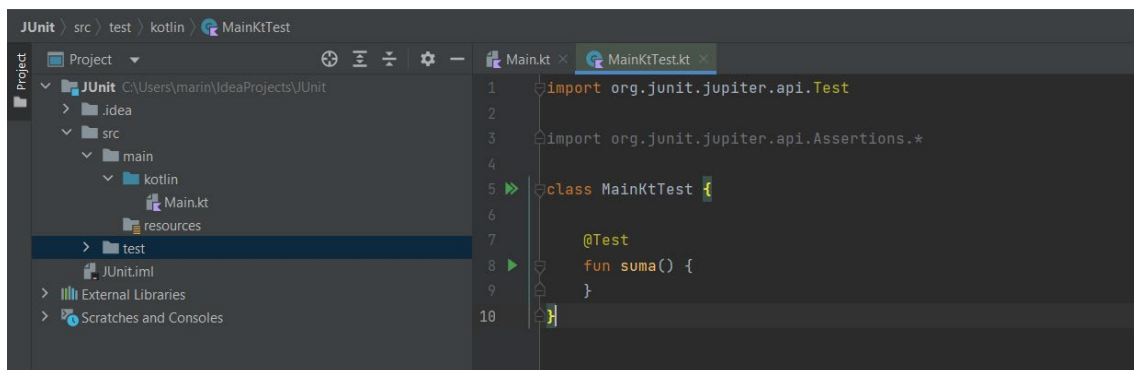 JUnit 〉 src 〉 test 〉 kotlin 〉 MainKtTest
Project
Project
JUnit C:\Users\marin\IdeaProjects\JUnit
.idea
src
main
kotlin
Main.kt
resources
test
JUnit.iml
External Libraries
Scratches and Consoles
Main.kt × MainKtTest.kt ×
1 import org.junit.jupiter.api.Test
2
3 import org.junit.jupiter.api.Assertions.*
4
5 class MainKtTest {
6
7 @Test
8 fun suma() {
9 }
10 }